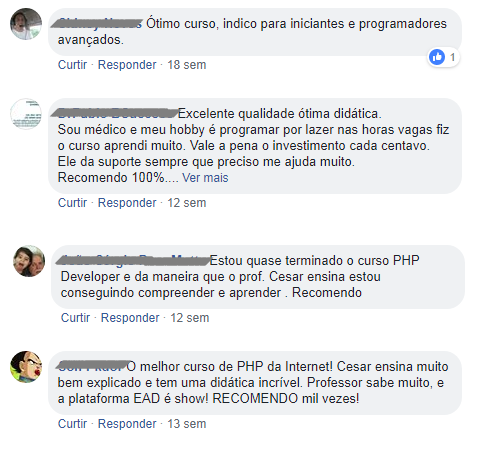 Ótimo curso, indico para iniciantes e programadores
avançados.
1
Curtir · Responder · 18 sem
Excelente qualidade ótima didática.
Sou médico e meu hobby é programar por lazer nas horas vagas fiz
o curso aprendi muito. Vale a pena o investimento cada centavo.
Ele da suporte sempre que preciso me ajuda muito.
Recomendo 100%.... Ver mais
Curtir · Responder · 12 sem
Estou quase terminado o curso PHP
Developer e da maneira que o prof. Cesar ensina estou
conseguindo compreender e aprender . Recomendo
Curtir · Responder · 12 sem
O melhor curso de PHP da Internet! Cesar ensina muito
bem explicado e tem uma didática incrível. Professor sabe muito, e
a plataforma EAD é show! RECOMENDO mil vezes!
Curtir · Responder · 13 sem